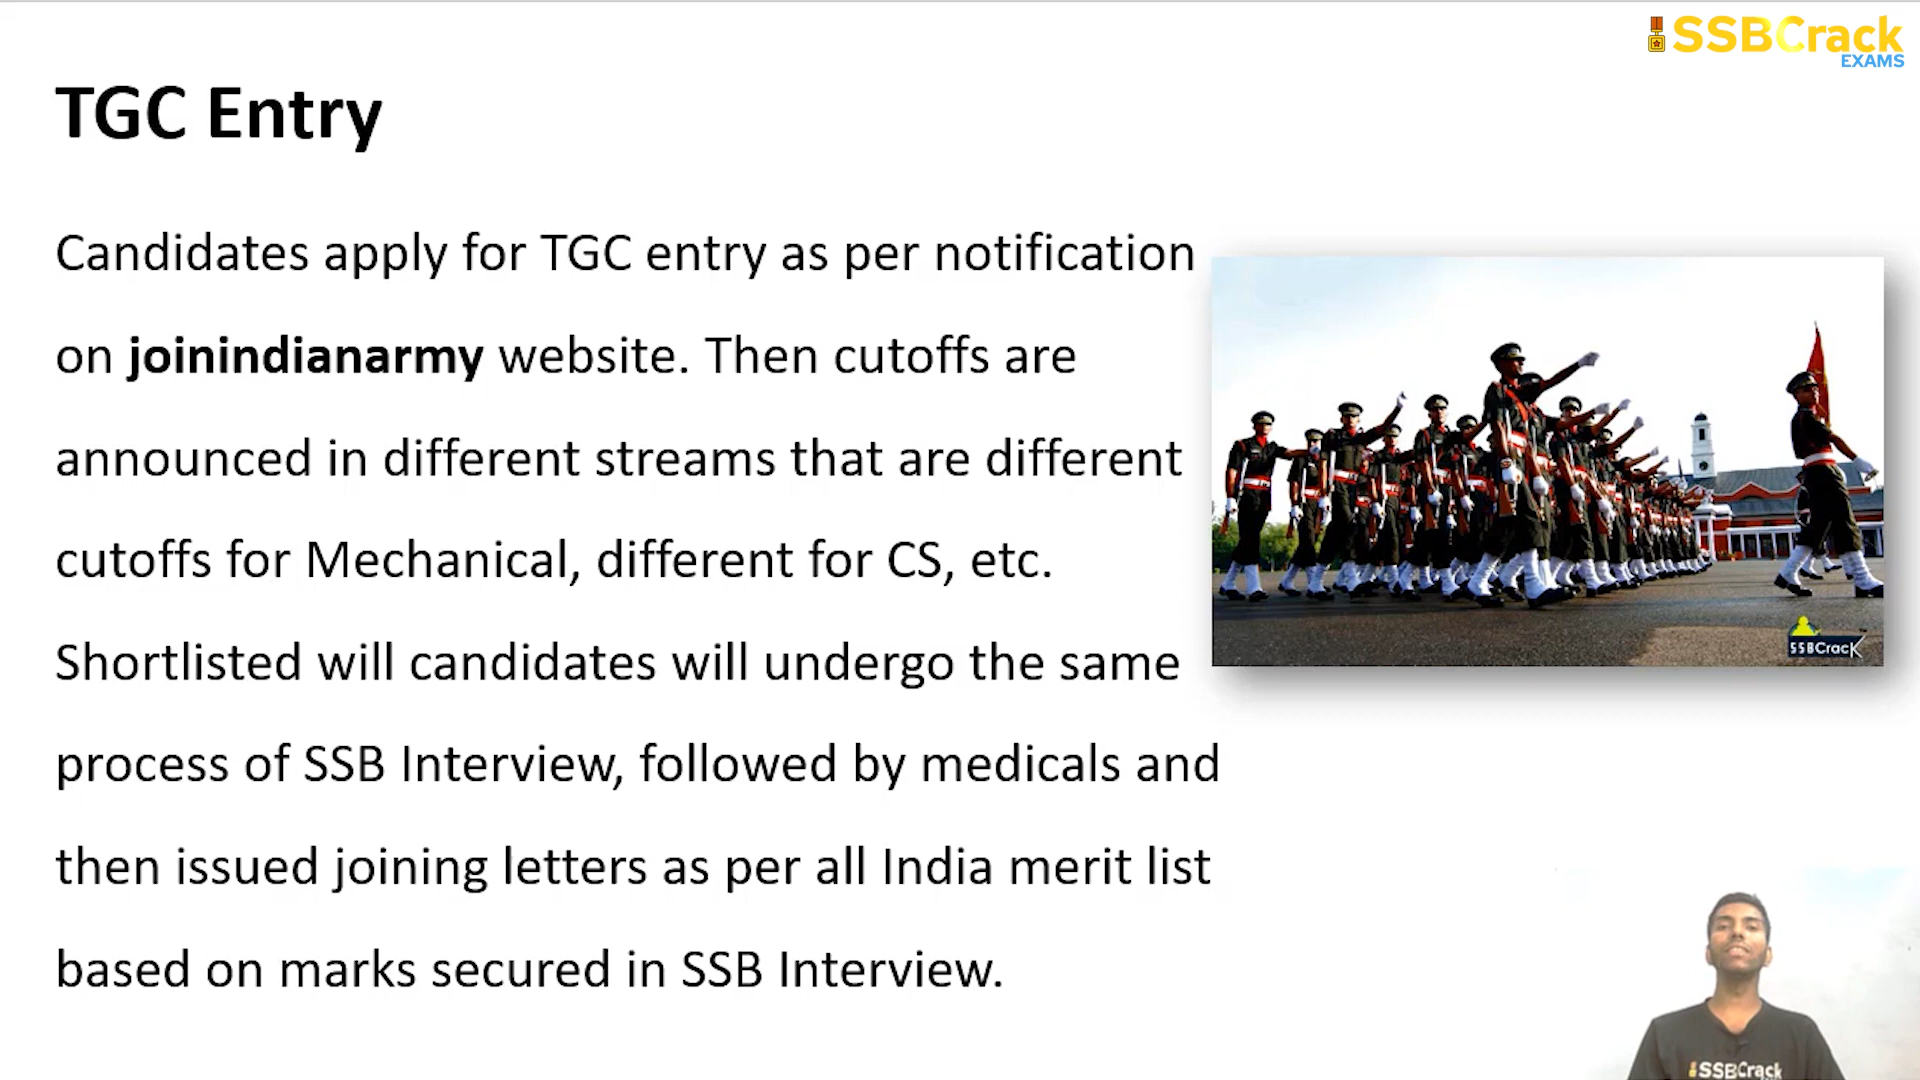 SSBCrack
EXAMS
TGC Entry
Candidates apply for TGC entry as per notification
on joinindianarmy website. Then cutoffs are
announced in different streams that are different
cutoffs for Mechanical, different for CS, etc.
Shortlisted will candidates will undergo the same
process of SSB Interview, followed by medicals and
then issued joining letters as per all India merit list
based on marks secured in SSB Interview.
SSBCrack
SSBCrack